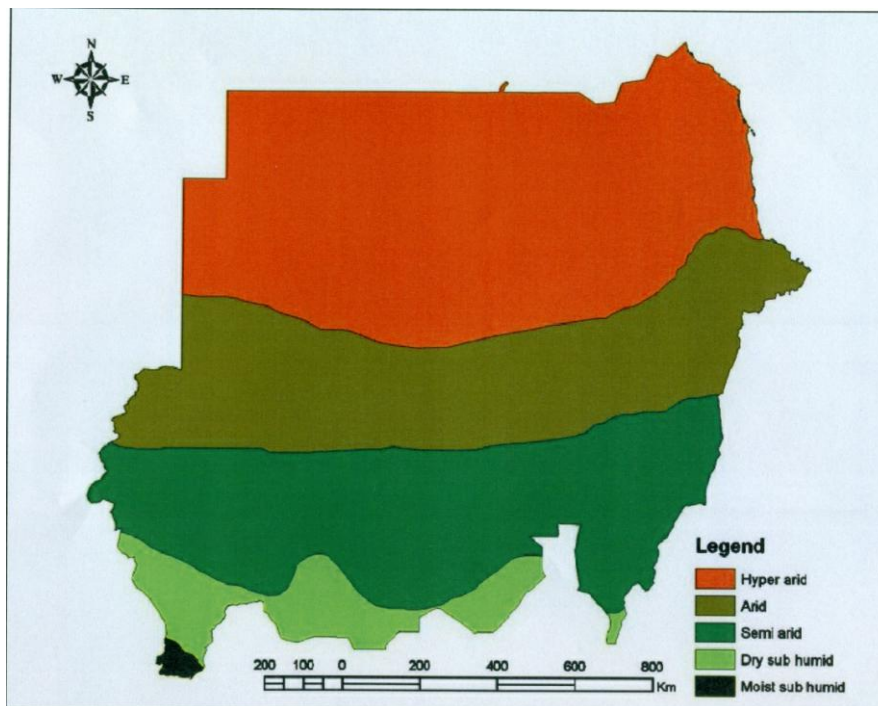 N
W E
S
Legend
Hyper arid
Arid
Semi arid
Dry sub humid
Moist sub humid
200 100 0 200 400 600 800
Km